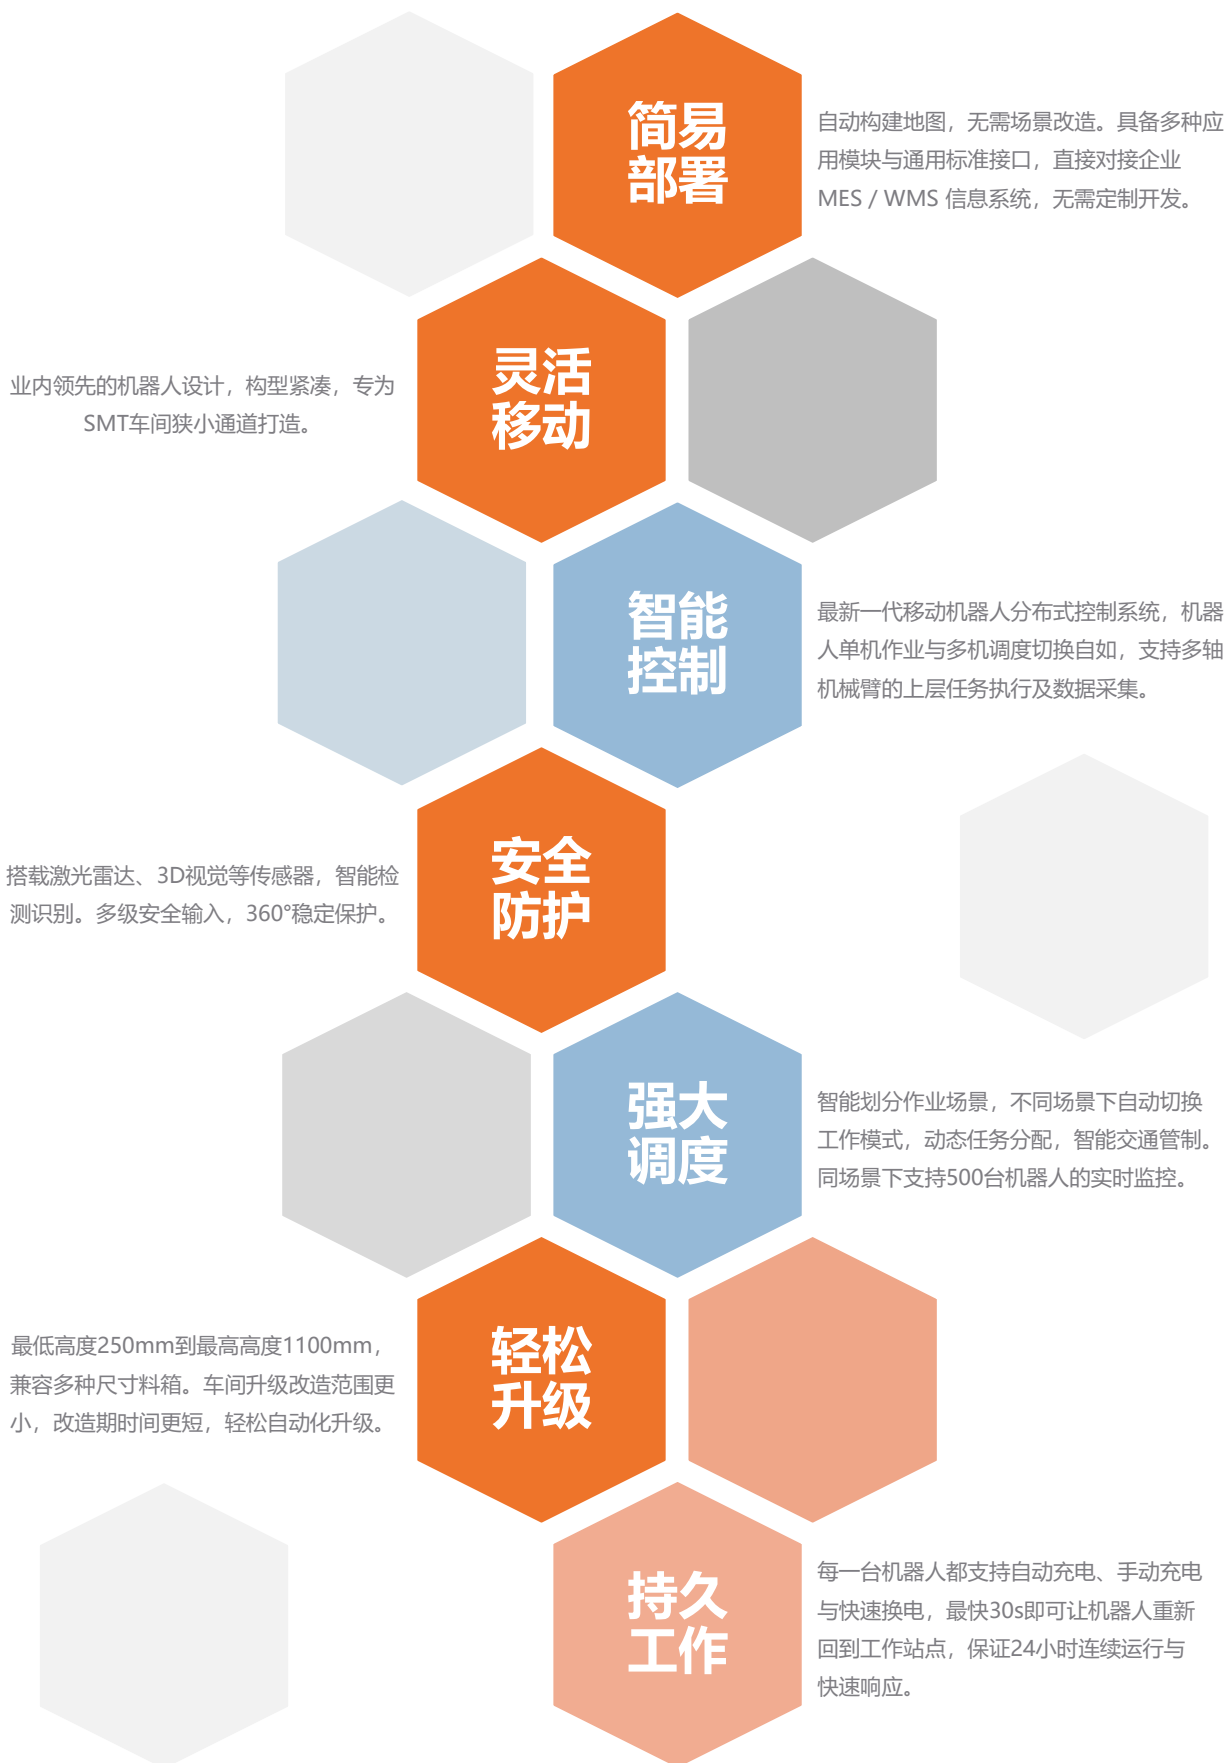 简易
部署
自动构建地图，无需场景改造。具备多种应
用模块与通用标准接口，直接对接企业
MES / WMS 信息系统，无需定制开发。
灵活
移动
业内领先的机器人设计，构型紧凑，专为
SMT车间狭小通道打造。
智能
控制
最新一代移动机器人分布式控制系统，机器
人单机作业与多机调度切换自如，支持多轴
机械臂的上层任务执行及数据采集。
安全
防护
搭载激光雷达、3D视觉等传感器，智能检
测识别。多级安全输入，360°稳定保护。
强大
调度
智能划分作业场景，不同场景下自动切换
工作模式，动态任务分配，智能交通管制。
同场景下支持500台机器人的实时监控。
轻松
升级
最低高度250mm到最高高度1100mm，
兼容多种尺寸料箱。车间升级改造范围更
小，改造期时间更短，轻松自动化升级。
持久
工作
每一台机器人都支持自动充电、手动充电
与快速换电，最快30s即可让机器人重新
回到工作站点，保证24小时连续运行与
快速响应。